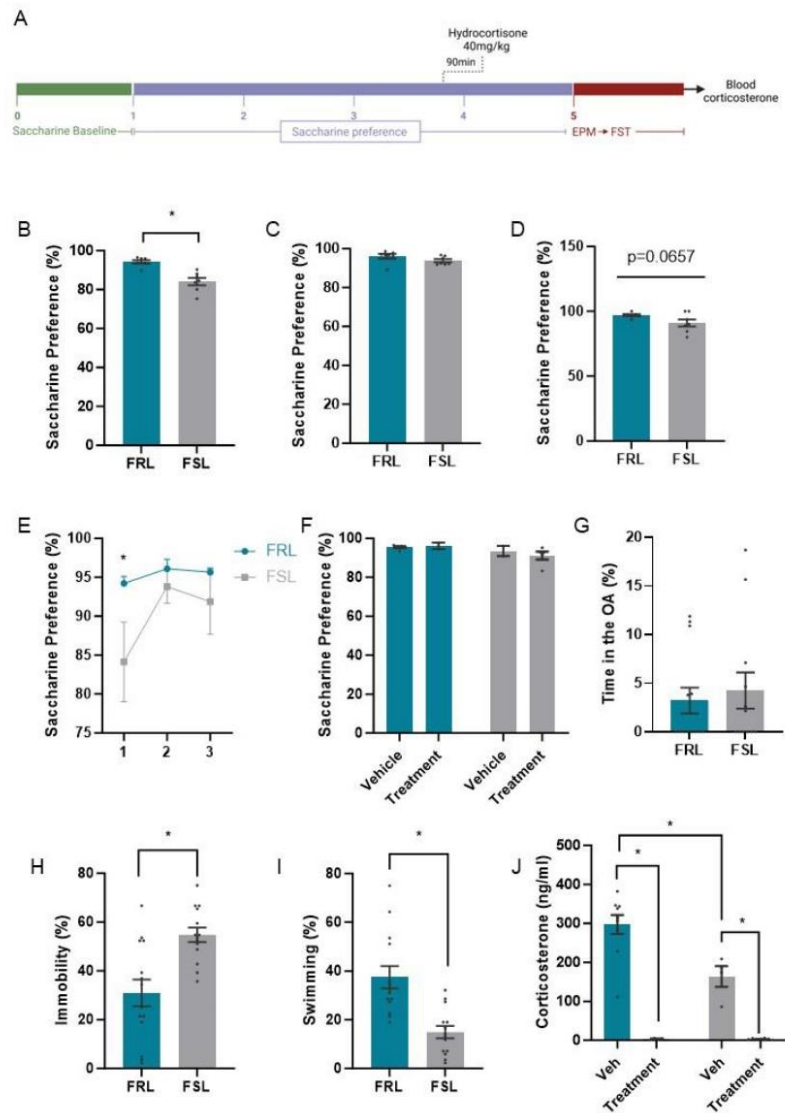 A
Hydrocortisone
40mg/kg
90min
Blood
corticosterone
0
1
2
3
4
5
Saccharine Baseline
Saccharine preference
EPM → FST
B
*
Saccharine Preference (%)
100
80
60
40
20
0
FRL
FSL
C
Saccharine Preference (%)
100
80
60
40
20
0
FRL
FSL
D
p=0.0657
Saccharine Preference (%)
150
100
50
0
FRL
FSL
E
*
Saccharine Preference (%)
100
95
90
85
80
75
1
2
3
FRL
FSL
F
Saccharine Preference (%)
100
80
60
40
20
0
Vehicle
Treatment
Vehicle
Treatment
G
Time in the OA (%)
20
15
10
5
0
FRL
FSL
H
*
Immobility (%)
80
60
40
20
0
FRL
FSL
I
*
Swimming (%)
80
60
40
20
0
FRL
FSL
J
*
*
*
Corticosterone (ng/ml)
500
400
300
200
100
0
Veh
Treatment
Veh
Treatment